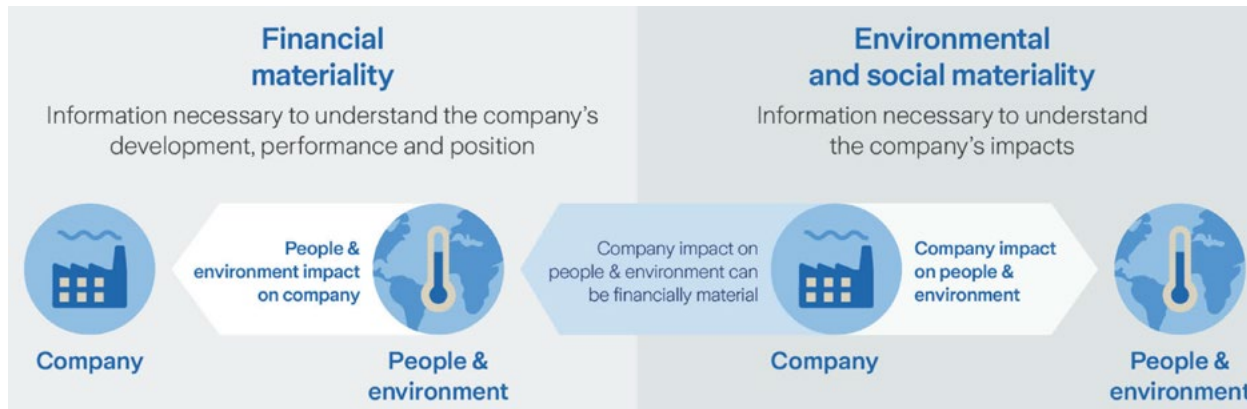 Financial
materiality
Information necessary to understand the company's
development, performance and position
Environmental
and social materiality
Information necessary to understand
the company's impacts
People &
environment impact
on company
Company impact on
people & environment can
be financially material
Company impact
on people &
environment
Company
People &
environment
Company
People &
environment